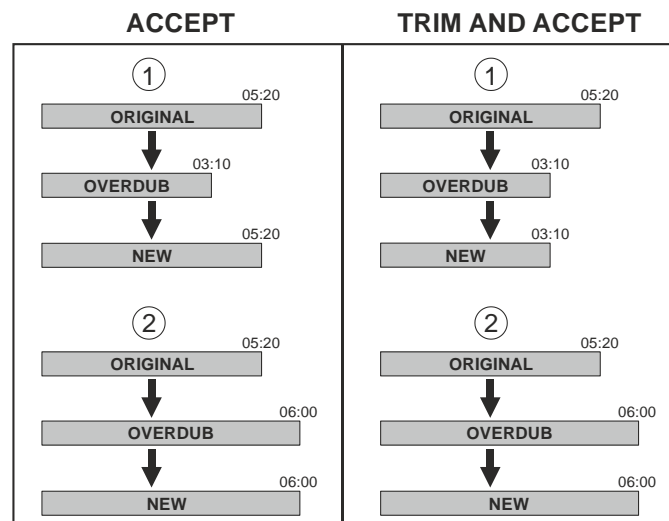 ACCEPT
1
05:20
ORIGINAL
03:10
OVERDUB
05:20
NEW
2
05:20
ORIGINAL
06:00
OVERDUB
06:00
NEW
TRIM AND ACCEPT
1
05:20
ORIGINAL
03:10
OVERDUB
03:10
NEW
2
05:20
ORIGINAL
06:00
OVERDUB
06:00
NEW